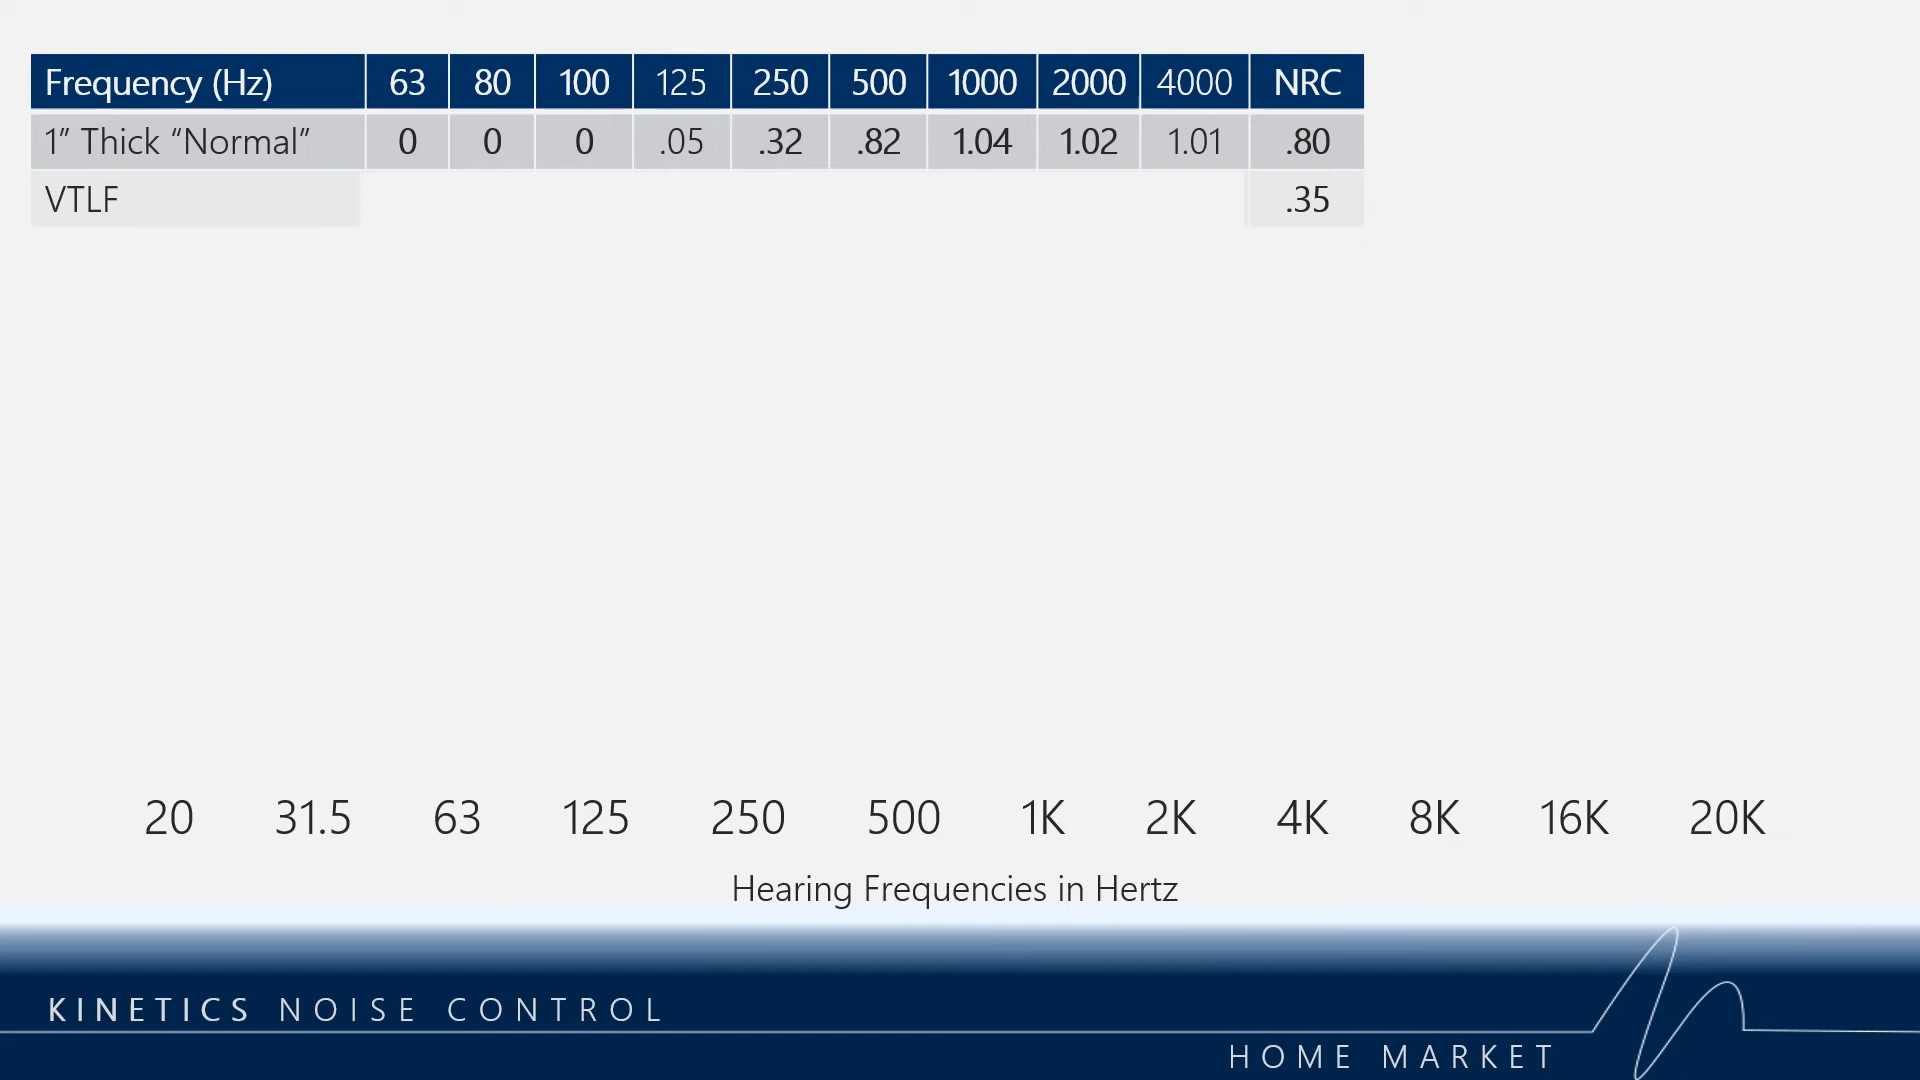 Frequency (Hz) 63 80 100 125 250 500 1000 2000 4000 NRC
1” Thick “Normal” 0 0 0 .05 .32 .82 1.04 1.02 1.01 .80
VTLF .35
20 31.5 63 125 250 500 1K 2K 4K 8K 16K 20K
Hearing Frequencies in Hertz
KINETICS NOISE CONTROL
HOME MARKET